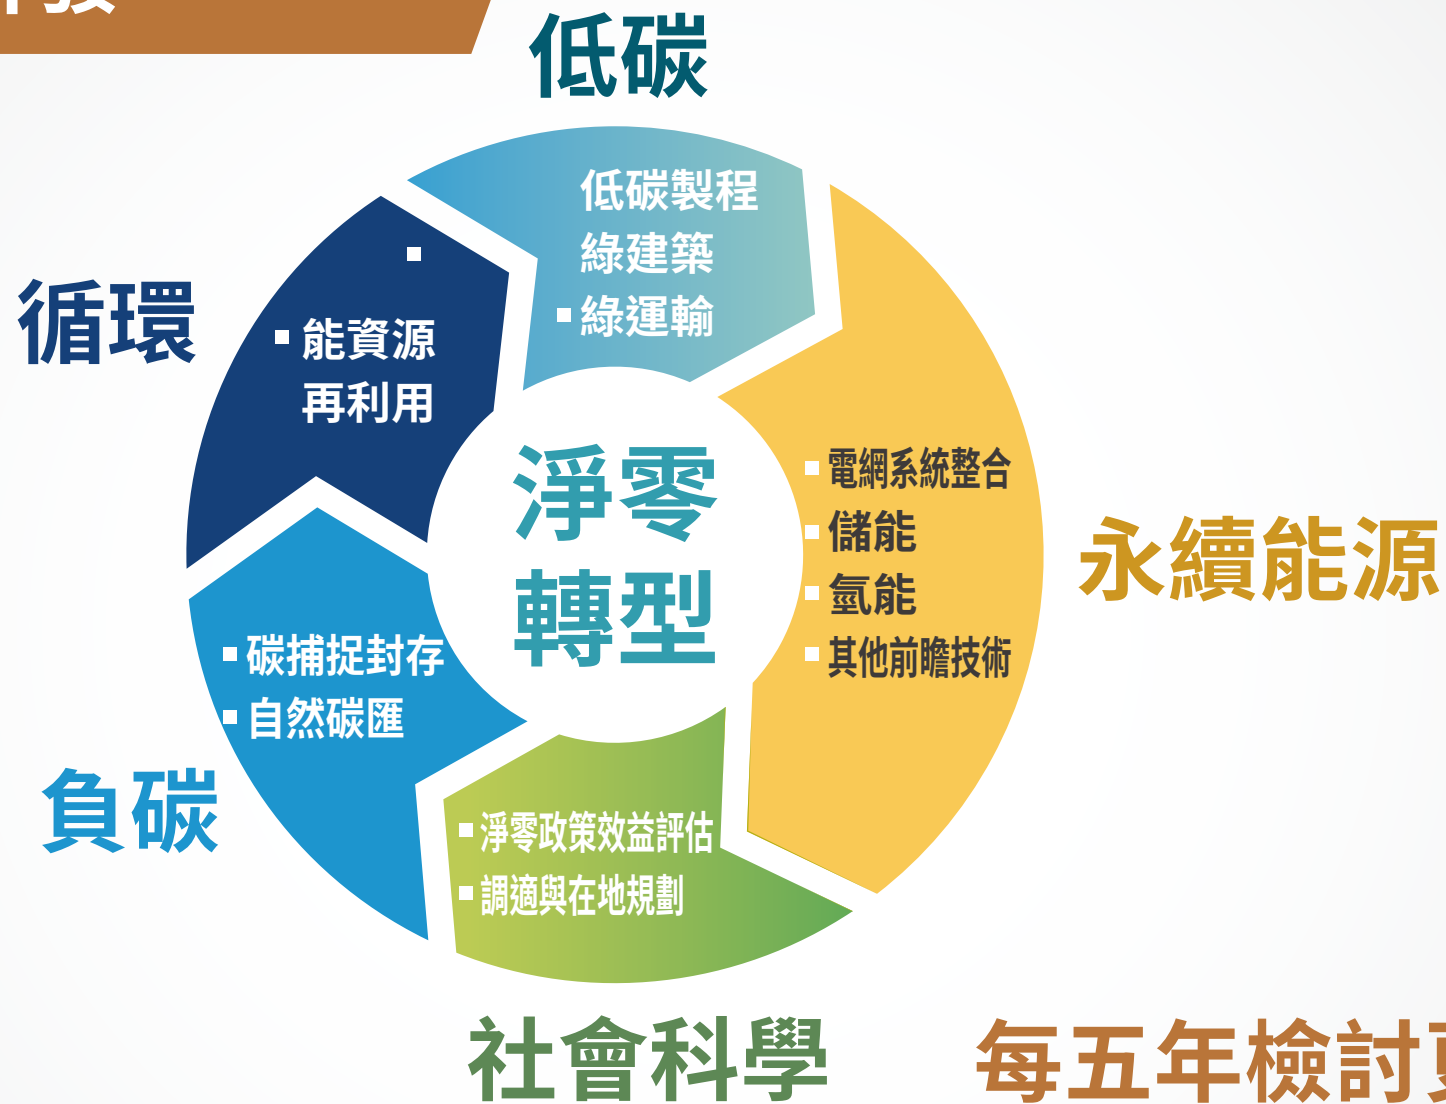 低碳
低碳製程
綠建築
綠運輸
循環
能資源
再利用
淨零
轉型
電網系統整合
儲能
氫能
其他前瞻技術
永續能源
碳捕捉封存
自然碳匯
負碳
淨零政策效益評估
調適與在地規劃
社會科學
每五年檢討